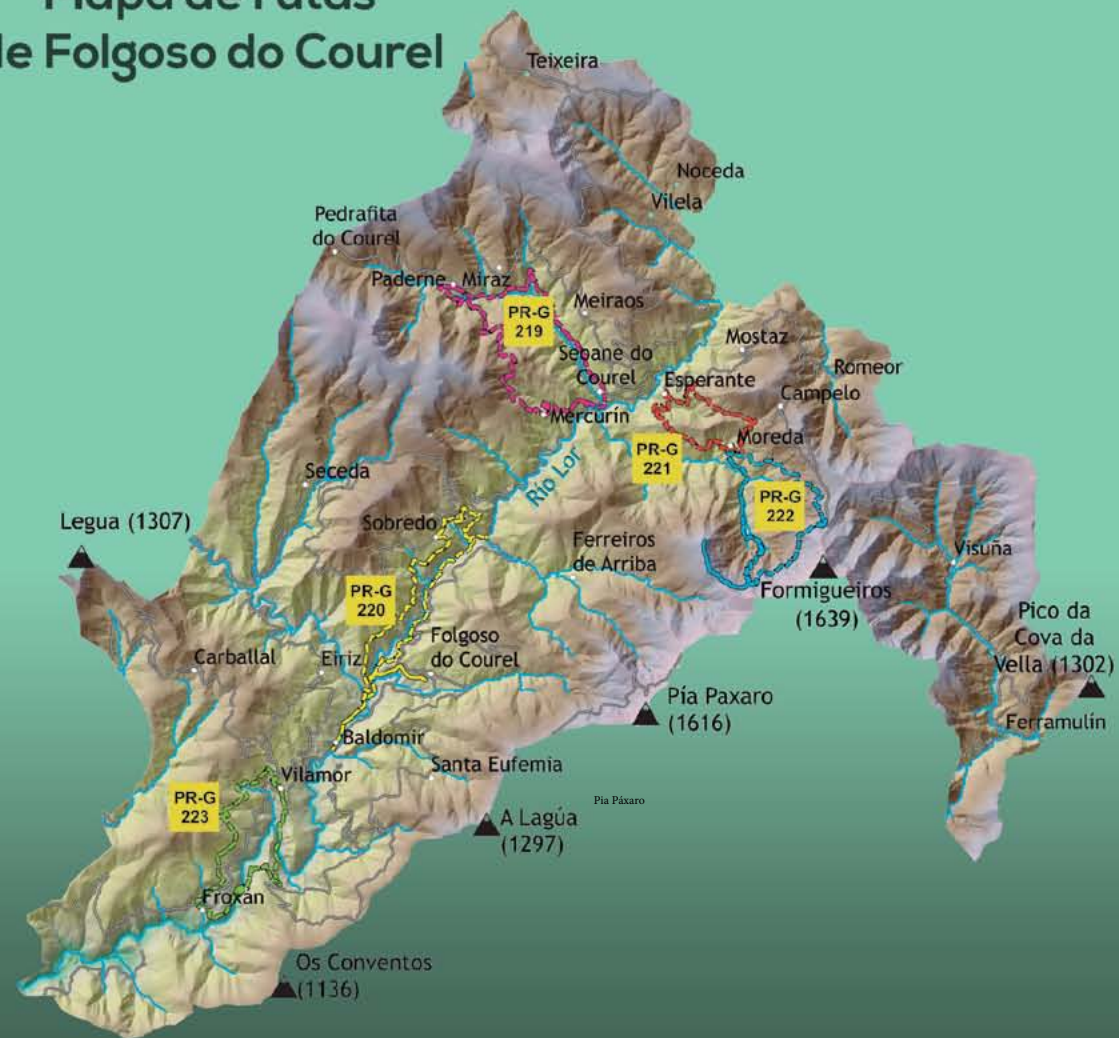 Mapa de rutas
de Folgoso do Courel
Teixeira
Noceda
Vilela
Pedrafita
do Courel
Paderne
Miraz
PR-G
219
Meiraos
Seoane do
Courel
Mostaz
Romeor
Esperante
Campelo
Mercurín
Moreda
PR-G
221
Río Lor
Seceda
PR-G
222
Legua (1307)
Sobredo
Ferreiros
de Arriba
Visuña
Formigueiros
(1639)
PR-G
220
Pico da
Cova da
Vella (1302)
Folgoso
do Courel
Carballal
Eiriz
Pía Paxaro
(1616)
Ferramulín
Baldomir
Santa Eufemia
Vilamor
PR-G
223
Pia Páxaro
A Lagúa
(1297)
Froxan
Os Conventos
(1136)